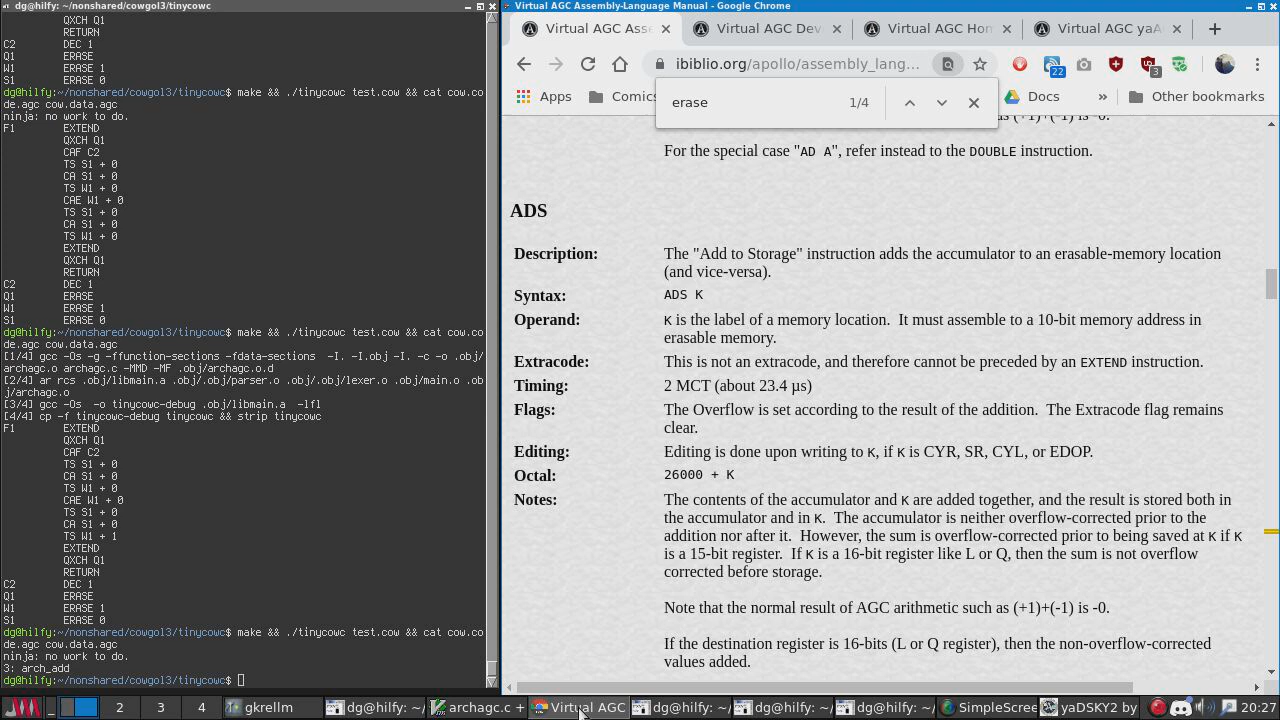 dg@hilfy: ~/nonshared/cowgol3/tinycowc
QXCH Q1
RETURN
C2 DEC 1
Q1 ERASE
W1 ERASE 1
S1 ERASE 0
dg@hilfy:~/nonshared/cowgol3/tinycowc$ make && ./tinycowc test.cow && cat cow.co
de.agc cow.data.agc
ninja: no work to do.
F1 EXTEND
QXCH Q1
CAF C2
TS S1 + 0
CA S1 + 0
TS W1 + 0
CAE W1 + 0
TS S1 + 0
CA S1 + 0
TS W1 + 0
EXTEND
QXCH Q1
RETURN
C2 DEC 1
Q1 ERASE
W1 ERASE 1
S1 ERASE 0
dg@hilfy:~/nonshared/cowgol3/tinycowc$ make && ./tinycowc test.cow && cat cow.co
de.agc cow.data.agc
[1/4] gcc -Os -g -ffunction-sections -fdata-sections -I. -I.obj -I. -c -o .obj/
archagc.o archagc.c -MMD -MF .obj/archagc.o.d
[2/4] ar rcs .obj/libmain.a .obj/.obj/parser.o .obj/.obj/lexer.o .obj/main.o .ob
j/archagc.o
[3/4] gcc -Os -o tinycowc-debug .obj/libmain.a -lfl
[4/4] cp -f tinycowc-debug tinycowc && strip tinycowc
F1 EXTEND
QXCH Q1
CAF C2
TS S1 + 0
CA S1 + 0
TS W1 + 0
CAE W1 + 0
TS S1 + 0
CA S1 + 0
TS W1 + 1
EXTEND
QXCH Q1
RETURN
C2 DEC 1
Q1 ERASE
W1 ERASE 1
S1 ERASE 0
dg@hilfy:~/nonshared/cowgol3/tinycowc$ make && ./tinycowc test.cow && cat cow.co
de.agc cow.data.agc
ninja: no work to do.
3: arch_add
dg@hilfy:~/nonshared/cowgol3/tinycowc$
Virtual AGC Assembly-Language Manual - Google Chrome
Virtual AGC Asse Virtual AGC Dev Virtual AGC Hon Virtual AGC yaA
ibiblio.org/apollo/assembly_lang... 22 3
Apps Comics Docs Other bookmarks
erase 1/4
For the special case "AD A", refer instead to the DOUBLE instruction.
ADS
Description: The "Add to Storage" instruction adds the accumulator to an erasable-memory location
(and vice-versa).
Syntax: ADS K
Operand: K is the label of a memory location. It must assemble to a 10-bit memory address in
erasable memory.
Extracode: This is not an extracode, and therefore cannot be preceded by an EXTEND instruction.
Timing: 2 MCT (about 23.4 µs)
Flags: The Overflow is set according to the result of the addition. The Extracode flag remains
clear.
Editing: Editing is done upon writing to K, if K is CYR, SR, CYL, or EDOP.
Octal: 26000 + K
Notes: The contents of the accumulator and K are added together, and the result is stored both in
the accumulator and in K. The accumulator is neither overflow-corrected prior to the
addition nor after it. However, the sum is overflow-corrected prior to being saved at K if K
is a 15-bit register. If K is a 16-bit register like L or Q, then the sum is not overflow
corrected before storage.
Note that the normal result of AGC arithmetic such as (+1)+(-1) is -0.
If the destination register is 16-bits (L or Q register), then the non-overflow-corrected
values added.
2 3 4 gkrellm dg@hilfy: ~/ archagc.c + Virtual AGC dg@hilfy: ~/ dg@hilfy: ~/ dg@hilfy: ~/ SimpleScree yaDSKY2 by 20:27